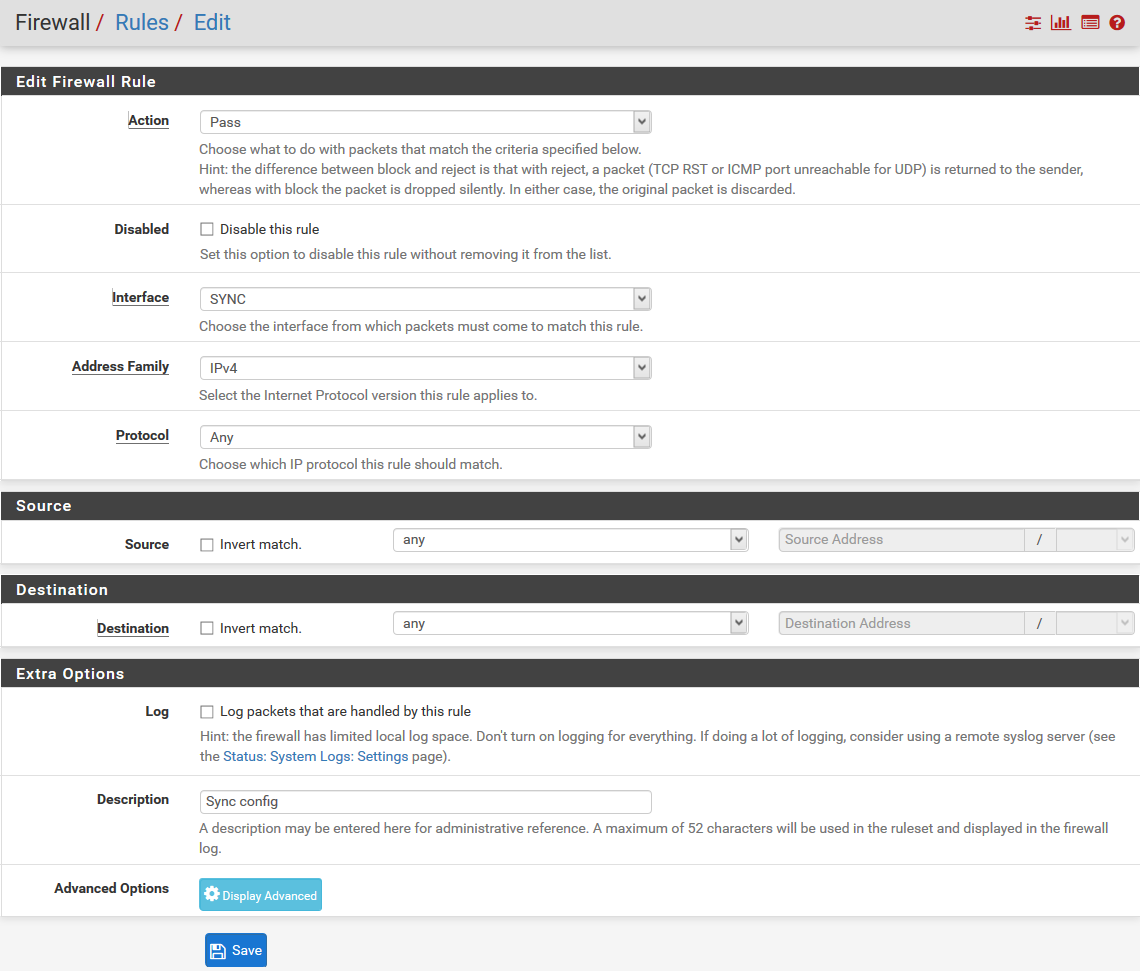 Firewall / Rules / Edit
Edit Firewall Rule
Action
Pass
Choose what to do with packets that match the criteria specified below.
Hint: the difference between block and reject is that with reject, a packet (TCP RST or ICMP port unreachable for UDP) is returned to the sender,
whereas with block the packet is dropped silently. In either case, the original packet is discarded.
Disabled
Disable this rule
Set this option to disable this rule without removing it from the list.
Interface
SYNC
Choose the interface from which packets must come to match this rule.
Address Family
IPv4
Select the Internet Protocol version this rule applies to.
Protocol
Any
Choose which IP protocol this rule should match.
Source
Source
Invert match.
any
Source Address
/
Destination
Destination
Invert match.
any
Destination Address
/
Extra Options
Log
Log packets that are handled by this rule
Hint: the firewall has limited local log space. Don't turn on logging for everything. If doing a lot of logging, consider using a remote syslog server (see
the Status: System Logs: Settings page).
Description
Sync config
A description may be entered here for administrative reference. A maximum of 52 characters will be used in the ruleset and displayed in the firewall
log.
Advanced Options
Display Advanced
Save